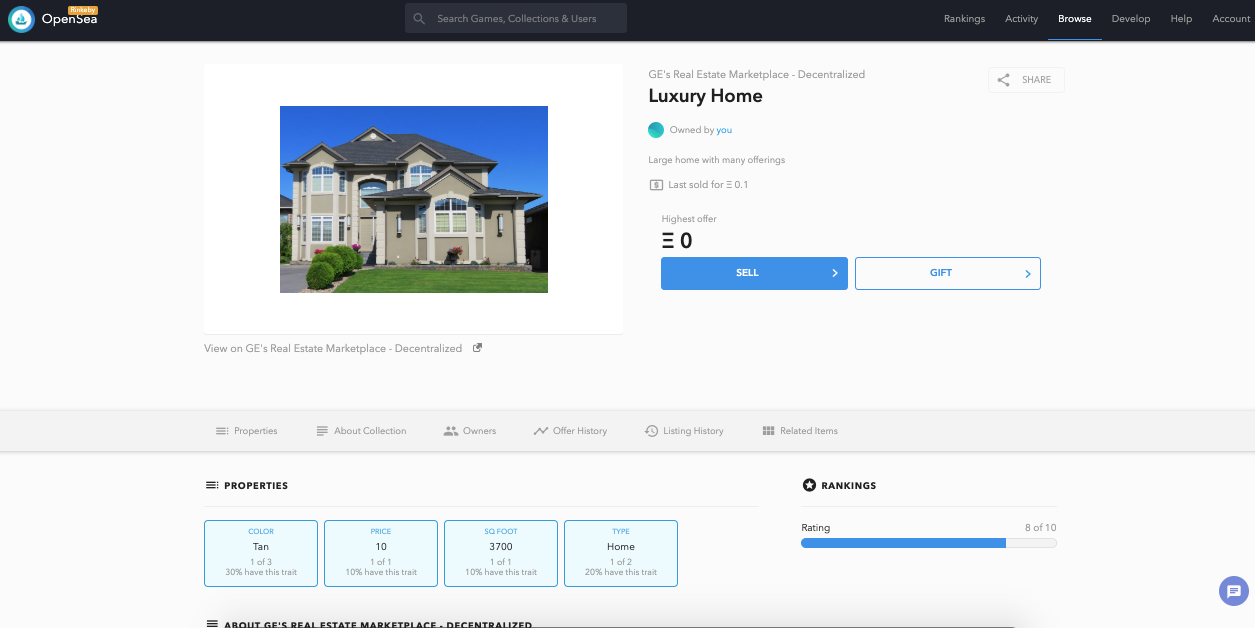 Rinkeby
OpenSea
Search Games, Collections & Users
Rankings
Activity
Browse
Develop
Help
Account
GE's Real Estate Marketplace - Decentralized
SHARE
Luxury Home
Owned by you
Large home with many offerings
Last sold for Ξ 0.1
Highest offer
Ξ 0
SELL
GIFT
View on GE's Real Estate Marketplace - Decentralized
Properties
About Collection
Owners
Offer History
Listing History
Related Items
PROPERTIES
COLOR
Tan
1 of 3
30% have this trait
PRICE
10
1 of 1
10% have this trait
SQ FOOT
3700
1 of 1
10% have this trait
TYPE
Home
1 of 2
20% have this trait
RANKINGS
Rating
8 of 10
ABOUT GE'S REAL ESTATE MARKETPLACE - DECENTRALIZED